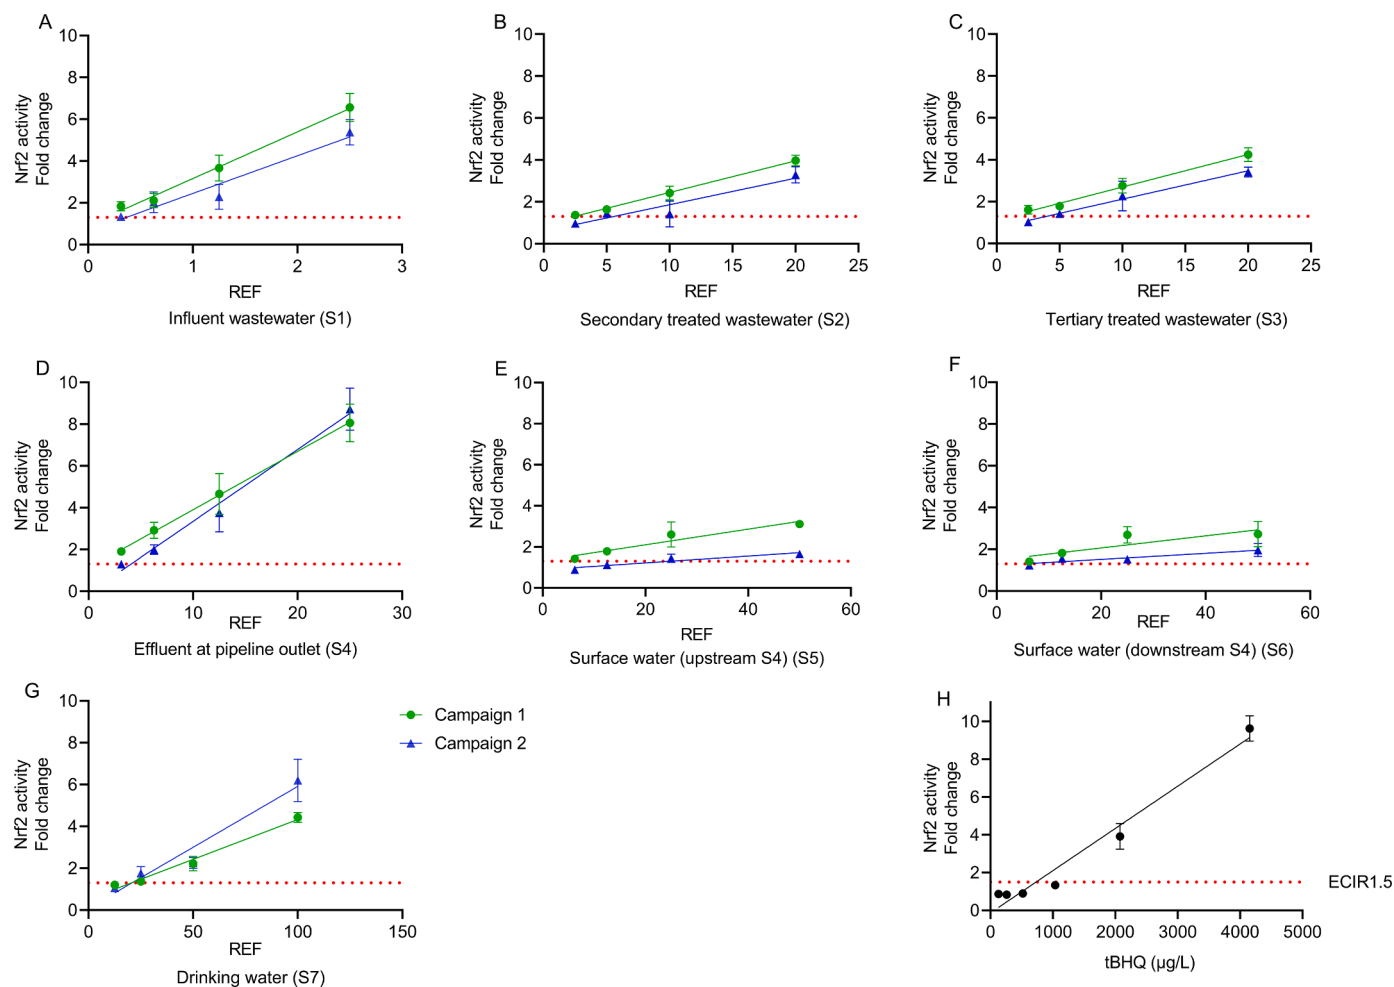 A
Nrf2 activity
Fold change
10
8
6
4
2
0
0 1 2 3
REF
Influent wastewater (S1)
B
Nrf2 activity
Fold change
10
8
6
4
2
0
0 5 10 15 20 25
REF
Secondary treated wastewater (S2)
C
Nrf2 activity
Fold change
10
8
6
4
2
0
0 5 10 15 20 25
REF
Tertiary treated wastewater (S3)
D
Nrf2 activity
Fold change
10
8
6
4
2
0
0 10 20 30
REF
Effluent at pipeline outlet (S4)
E
Nrf2 activity
Fold change
10
8
6
4
2
0
0 20 40 60
REF
Surface water (upstream S4) (S5)
F
Nrf2 activity
Fold change
10
8
6
4
2
0
0 20 40 60
REF
Surface water (downstream S4) (S6)
G
Nrf2 activity
Fold change
10
8
6
4
2
0
0 50 100 150
REF
Drinking water (S7)
Campaign 1
Campaign 2
H
Nrf2 activity
Fold change
10
8
6
4
2
0
0 1000 2000 3000 4000 5000
tBHQ (µg/L)
ECIR1.5